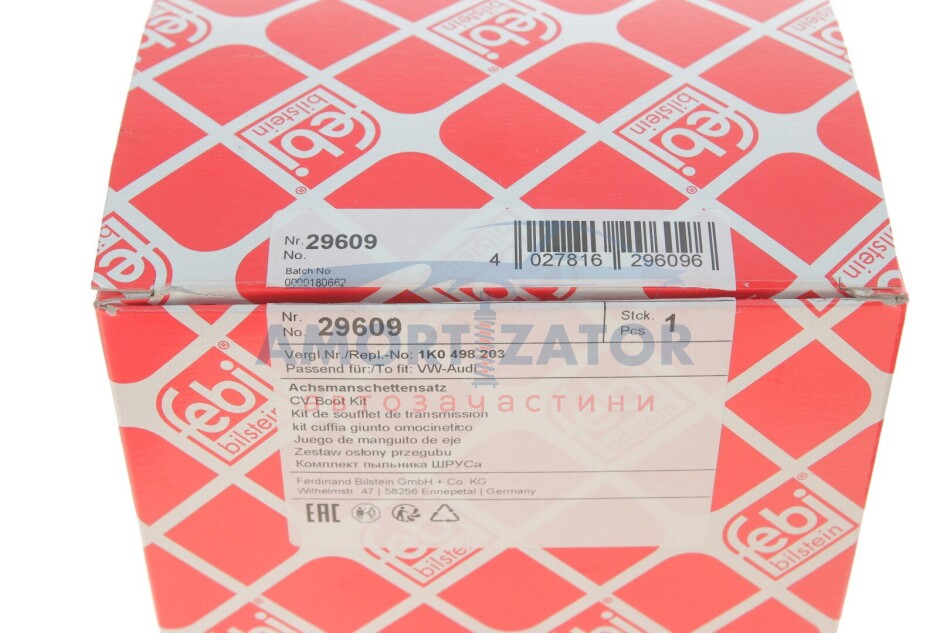 febi
bilstein
febi
bilstein
febi
bilstein
febi
bilstein
Nr.
No. 29609
Batch No
0000180662
4 027816 296096
Nr.
No. 29609
Stck.
Pcs 1
AMORTIZATOR
автозачастини
Vergl.Nr./Repl.-No: 1K0 498 203
Passend für:/To fit: VW-Audi
Achsmanschettensatz
CV Boot Kit
Kit de soufflet de transmission
kit cuffia giunto omocinetico
Juego de manguito de eje
Zestaw osłony przegubu
Комплект пыльника ШРУСа
Ferdinand Bilstein GmbH + Co. KG
Wilhelmstr. 47 | 58256 Ennepetal | Germany
EAC
febi
bilstein
febi
bilstein
febi
bilstein
febi